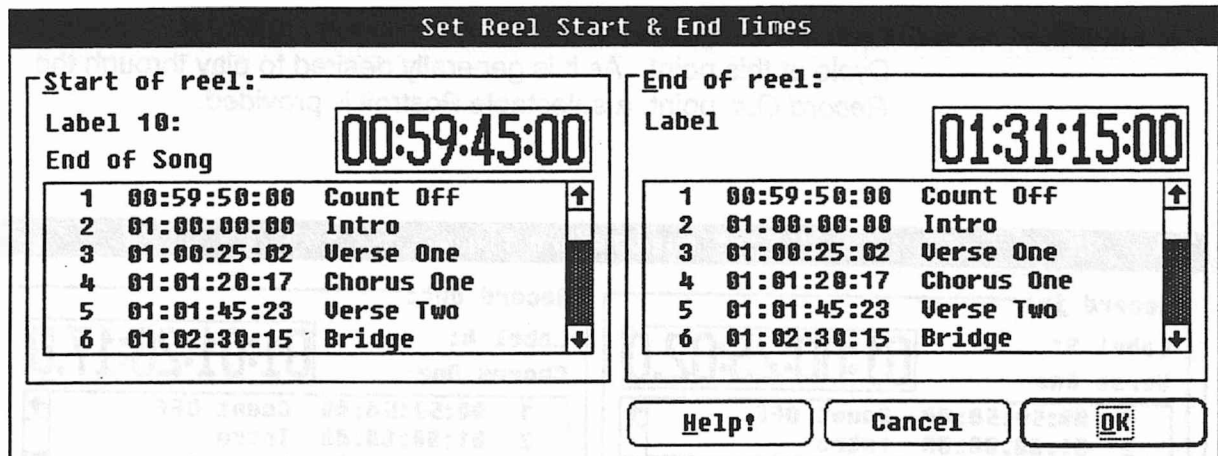 Set Reel Start & End Times
Start of reel:
Label 10:
End of Song
00:59:45:00
1 00:59:50:00 Count Off
2 01:00:00:00 Intro
3 01:00:25:02 Verse One
4 01:01:20:17 Chorus One
5 01:01:45:23 Verse Two
6 01:02:30:15 Bridge
End of reel:
Label
01:31:15:00
1 00:59:50:00 Count Off
2 01:00:00:00 Intro
3 01:00:25:02 Verse One
4 01:01:20:17 Chorus One
5 01:01:45:23 Verse Two
6 01:02:30:15 Bridge
Help!
Cancel
OK